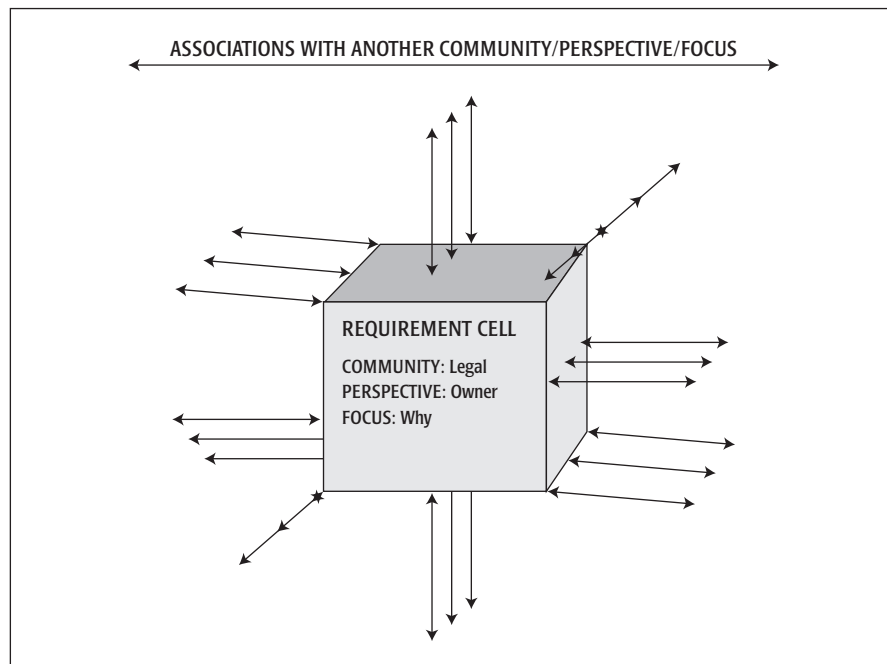 ASSOCIATIONS WITH ANOTHER COMMUNITY/PERSPECTIVE/FOCUS
REQUIREMENT CELL
COMMUNITY: Legal
PERSPECTIVE: Owner
FOCUS: Why